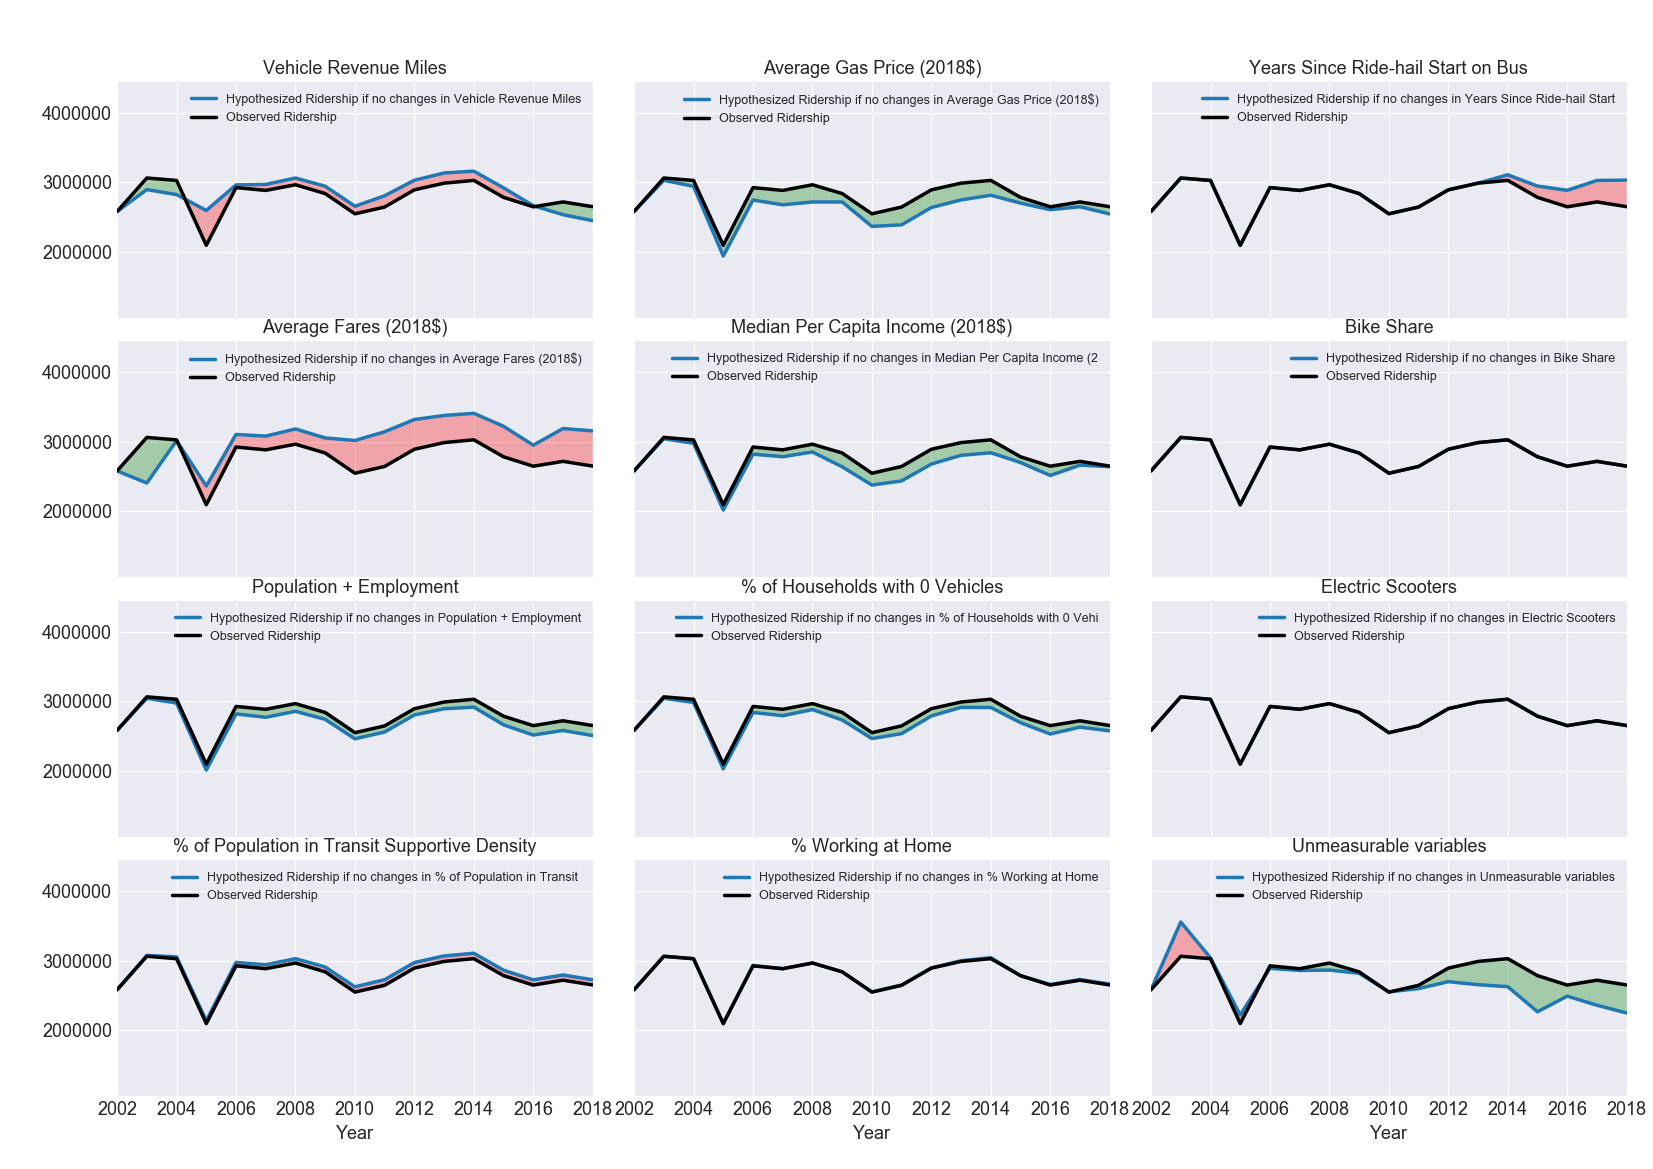 Vehicle Revenue Miles
Average Gas Price (2018$)
Years Since Ride-hail Start on Bus
Hypothesized Ridership if no changes in Vehicle Revenue Miles
Observed Ridership
Hypothesized Ridership if no changes in Average Gas Price (2018$)
Observed Ridership
Hypothesized Ridership if no changes in Years Since Ride-hail Start
Observed Ridership
4000000
3000000
2000000
Average Fares (2018$)
Median Per Capita Income (2018$)
Bike Share
Hypothesized Ridership if no changes in Average Fares (2018$)
Observed Ridership
Hypothesized Ridership if no changes in Median Per Capita Income (2
Observed Ridership
Hypothesized Ridership if no changes in Bike Share
Observed Ridership
4000000
3000000
2000000
Population + Employment
% of Households with 0 Vehicles
Electric Scooters
Hypothesized Ridership if no changes in Population + Employment
Observed Ridership
Hypothesized Ridership if no changes in % of Households with 0 Vehi
Observed Ridership
Hypothesized Ridership if no changes in Electric Scooters
Observed Ridership
4000000
3000000
2000000
% of Population in Transit Supportive Density
% Working at Home
Unmeasurable variables
Hypothesized Ridership if no changes in % of Population in Transit
Observed Ridership
Hypothesized Ridership if no changes in % Working at Home
Observed Ridership
Hypothesized Ridership if no changes in Unmeasurable variables
Observed Ridership
4000000
3000000
2000000
2002 2004 2006 2008 2010 2012 2014 2016 2018
2002 2004 2006 2008 2010 2012 2014 2016 2018
2002 2004 2006 2008 2010 2012 2014 2016 2018
Year
Year
Year